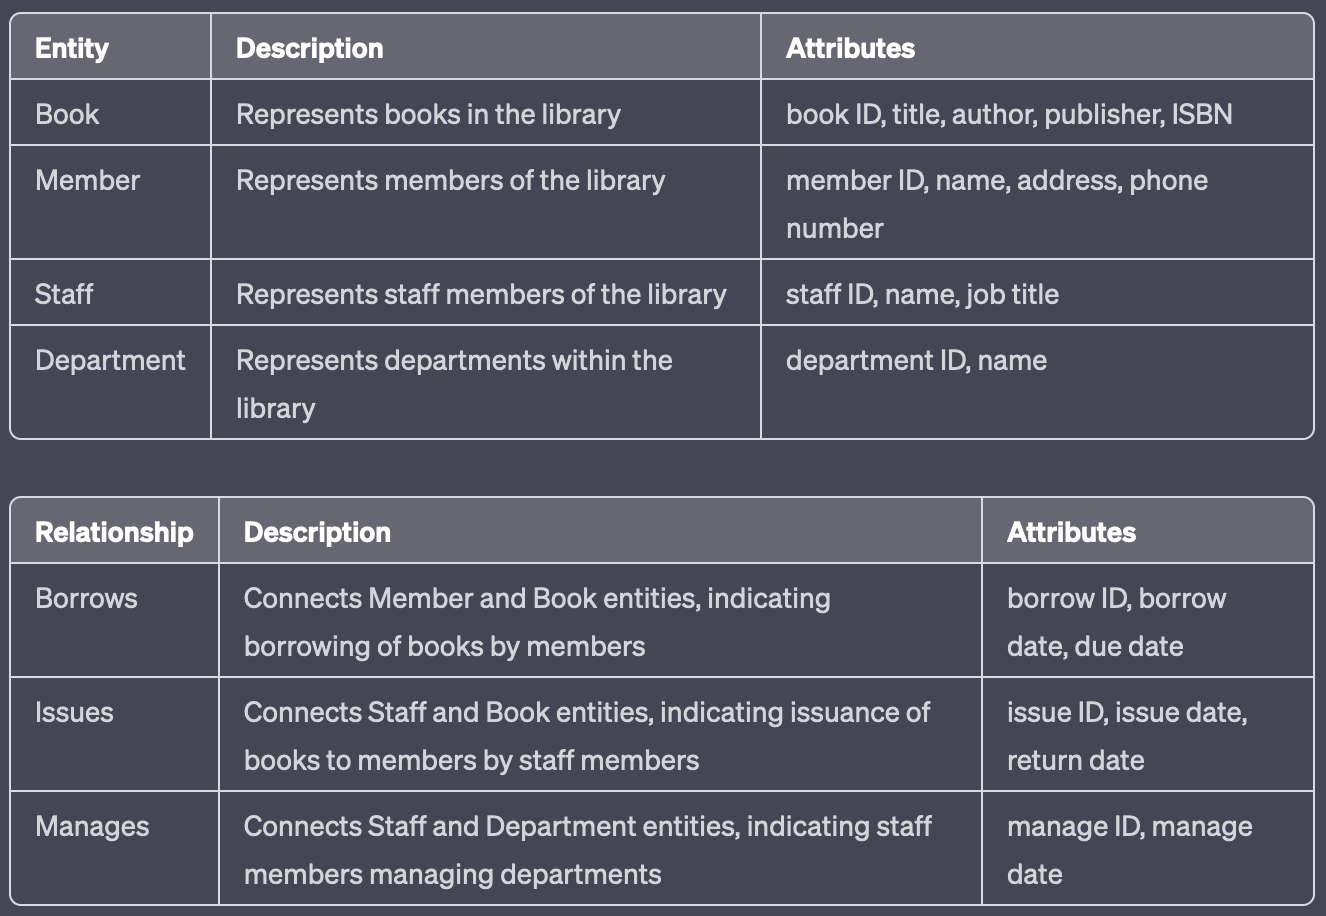 Entity Description Attributes
Book Represents books in the library book ID, title, author, publisher, ISBN
Member Represents members of the library member ID, name, address, phone
number
Staff Represents staff members of the library staff ID, name, job title
Department Represents departments within the department ID, name
library
Relationship Description Attributes
Borrows Connects Member and Book entities, indicating borrow ID, borrow
borrowing of books by members date, due date
Issues Connects Staff and Book entities, indicating issuance of issue ID, issue date,
books to members by staff members return date
Manages Connects Staff and Department entities, indicating staff manage ID, manage
members managing departments date